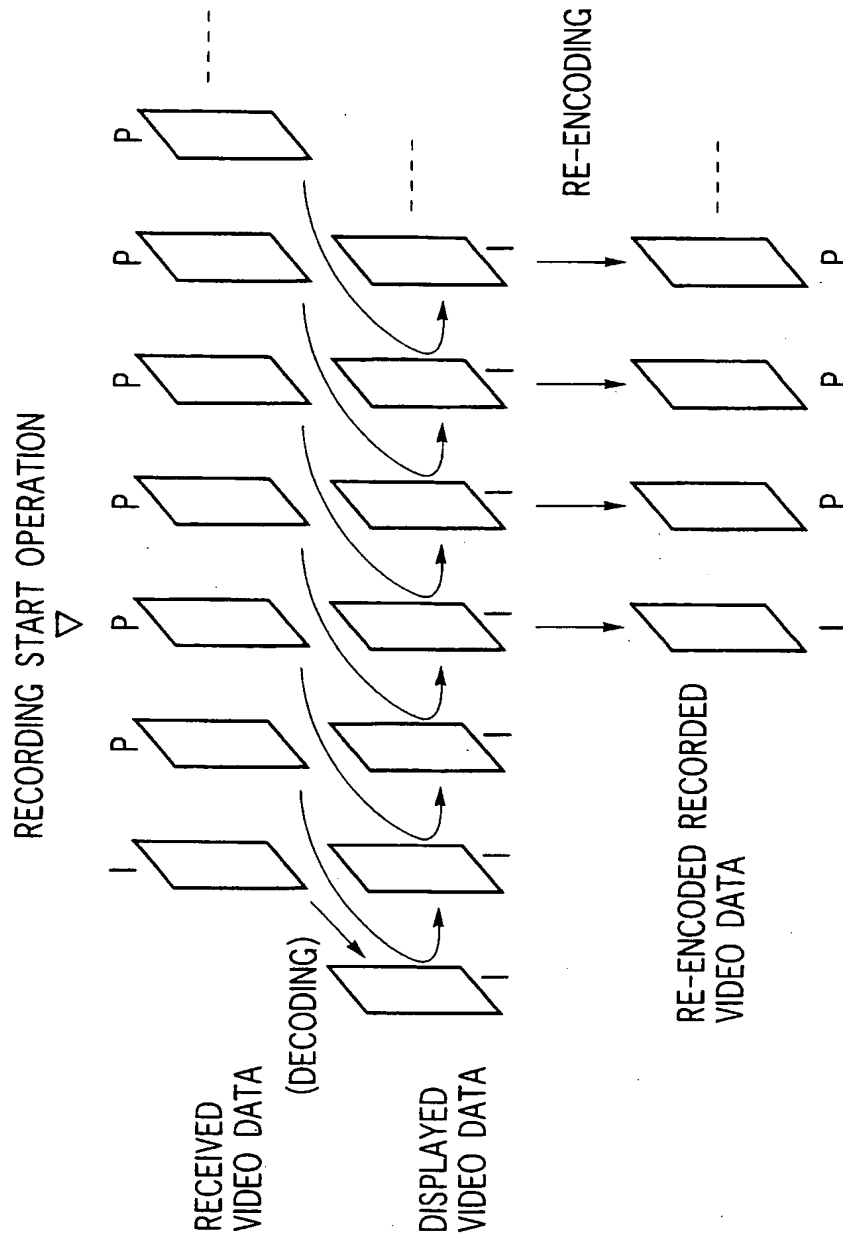 RECORDING START OPERATION
▽
I P P P P P P
RECEIVED
VIDEO DATA
(DECODING)
DISPLAYED
VIDEO DATA
I I I I I I I
RE-ENCODING
RE-ENCODED RECORDED
VIDEO DATA
I P P P